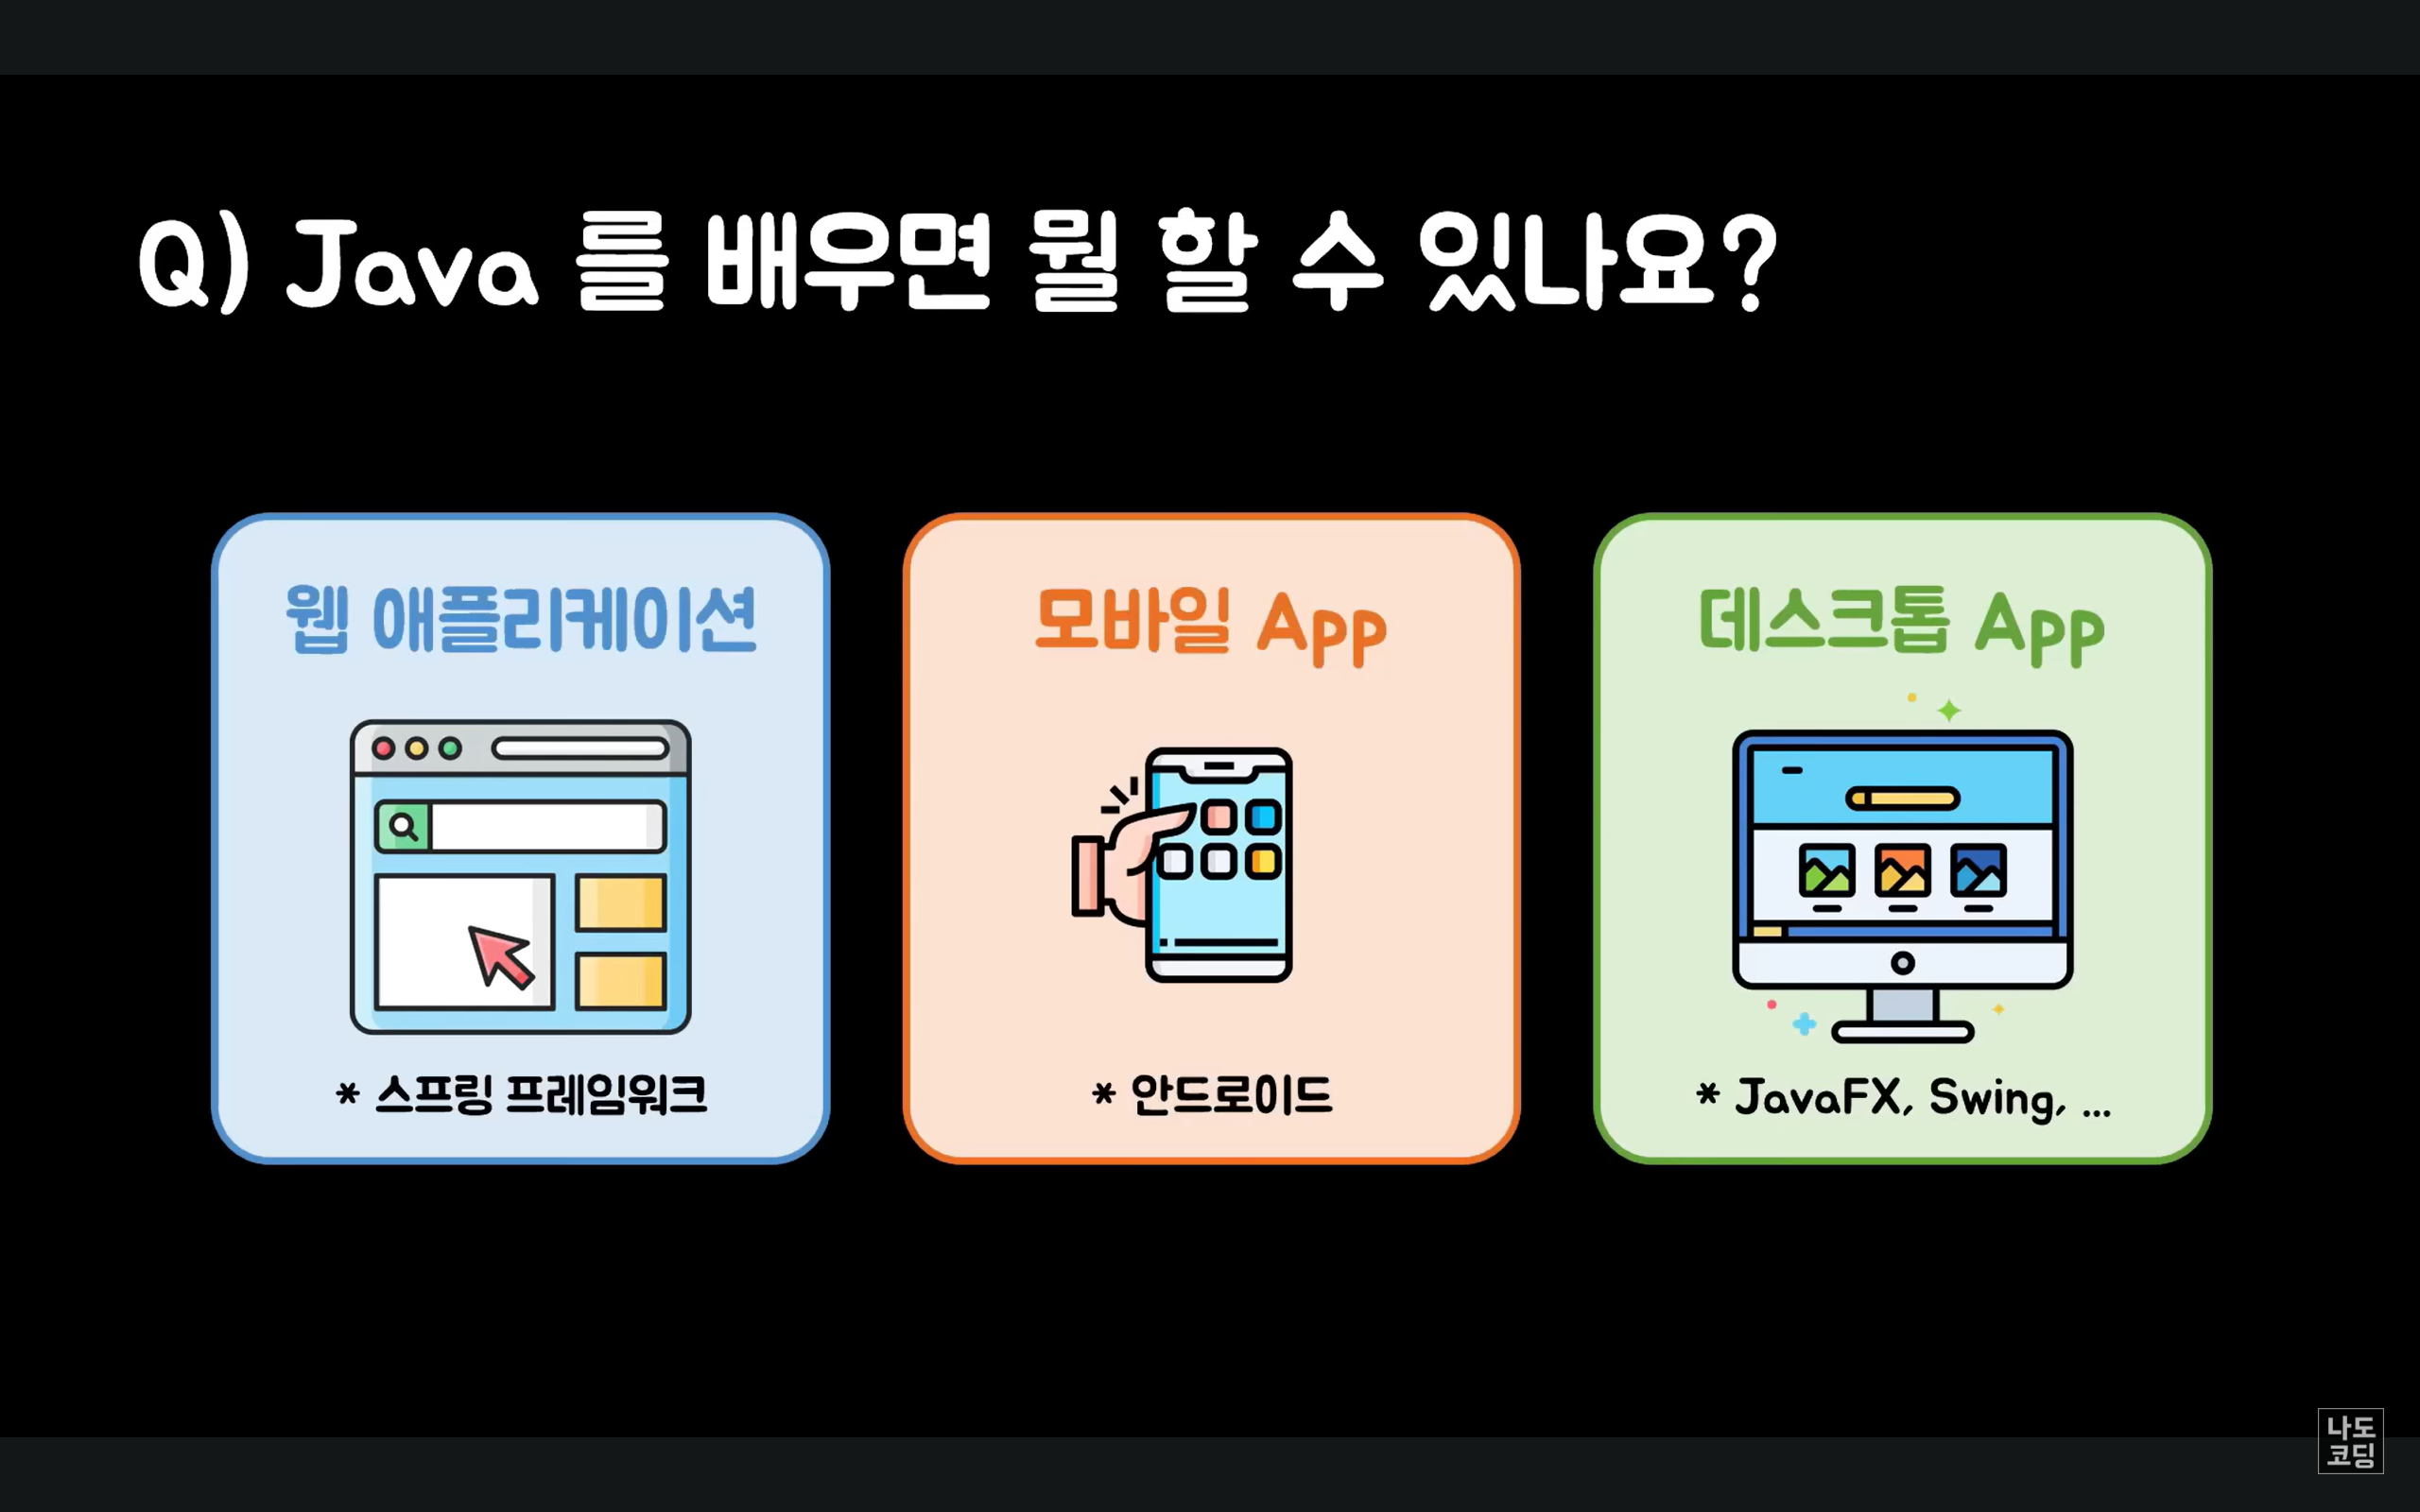 Q) Java 를 배우면 뭘 할 수 있나요?
웹 애플리케이션
* 스프링 프레임워크
모바일 App
* 안드로이드
데스크톱 App
* JavaFX, Swing, ...
나도
코딩